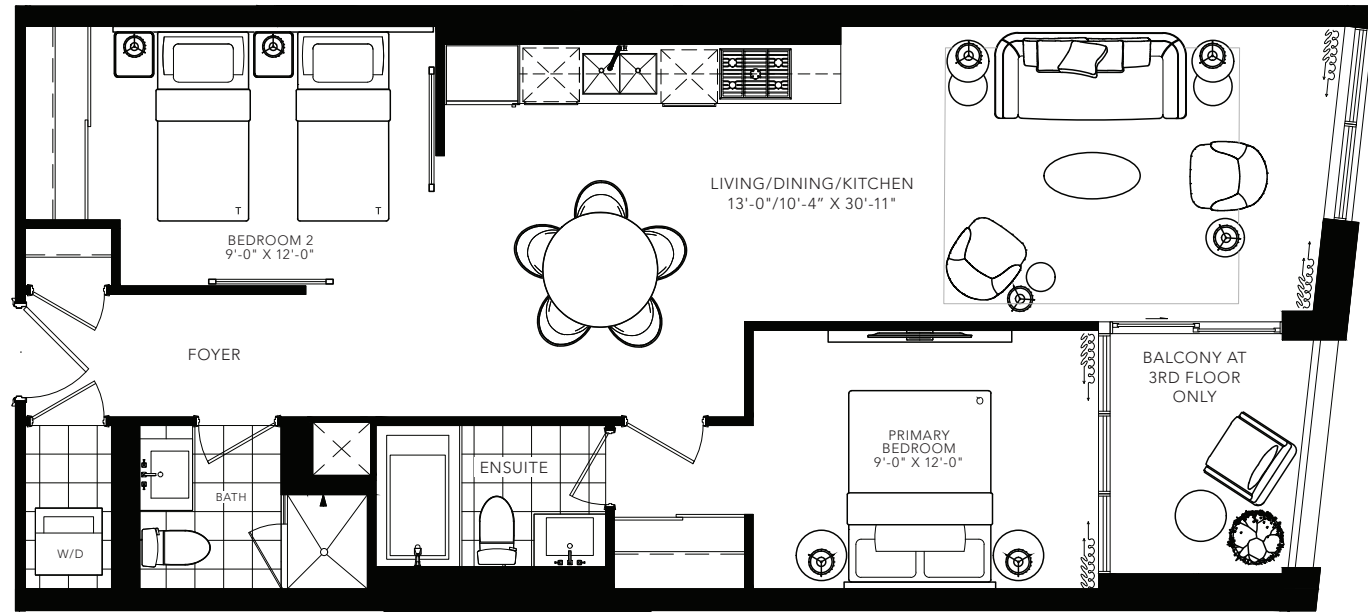 T
T
BEDROOM 2
9'-0" X 12'-0"
LIVING/DINING/KITCHEN
13'-0"/10'-4” X 30'-11"
FOYER
BALCONY AT
3RD FLOOR
ONLY
PRIMARY
BEDROOM
9'-0" X 12'-0"
ENSUITE
BATH
W/D